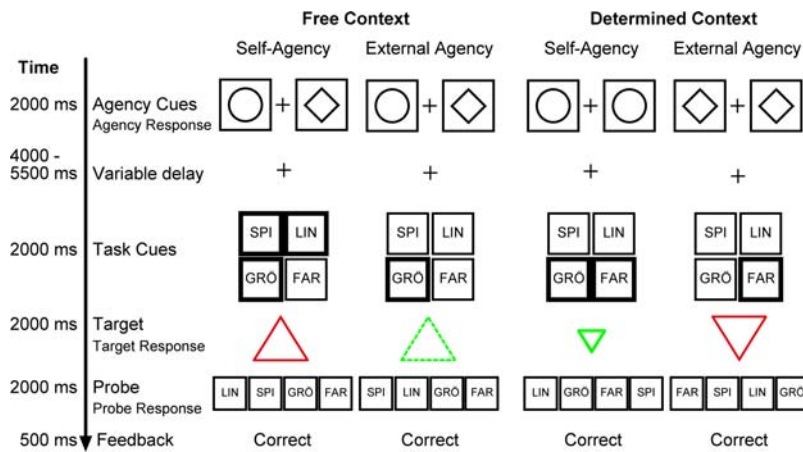 Free Context Determined Context
Self-Agency External Agency Self-Agency External Agency
Time
2000 ms Agency Cues + + + +
Agency Response
4000 -
5500 ms Variable delay + + + +
SPI LIN SPI LIN SPI LIN SPI LIN
2000 ms Task Cues
GRÖ FAR GRÖ FAR GRÖ FAR GRÖ FAR
2000 ms Target
Target Response
2000 ms Probe LIN SPI GRÖ FAR SPI LIN GRÖ FAR LIN GRÖ FAR SPI FAR SPI LIN GRÖ
Probe Response
500 ms Feedback Correct Correct Correct Correct